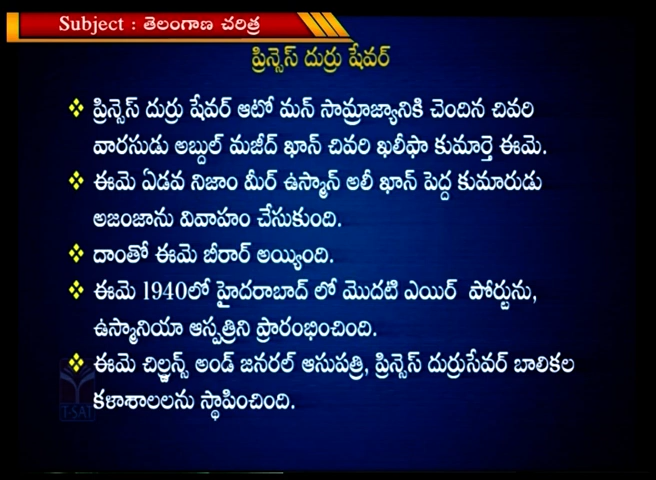 Subject : తెలంగాణ చరిత్ర
ప్రిన్సెస్ దుర్రు షేవర్
❖ ప్రిన్సెస్ దుర్రు షేవర్ ఆటో మన్ సామ్రాజ్యానికి చెందిన చివరి
వారసుడు అబ్దుల్ మజీద్ ఖాన్ చివరి ఖలీఫా కుమార్తె ఈమె.
❖ ఈమె ఏడవ నిజాం మీర్ ఉస్మాన్ అలీ ఖాన్ పెద్ద కుమారుడు
అజంజాను వివాహం చేసుకుంది.
❖ దాంతో ఈమె బీరార్ అయ్యింది.
❖ ఈమె 1940లో హైదరాబాద్ లో మొదటి ఎయిర్ పోర్టును,
ఉస్మానియా ఆస్పత్రిని ప్రారంభించింది.
❖ ఈమె చిల్డ్రన్స్ అండ్ జనరల్ ఆసుపత్రి, ప్రిన్సెస్ దుర్రుసేవర్ బాలికల
కళాశాలలను స్థాపించింది.
T-SAT